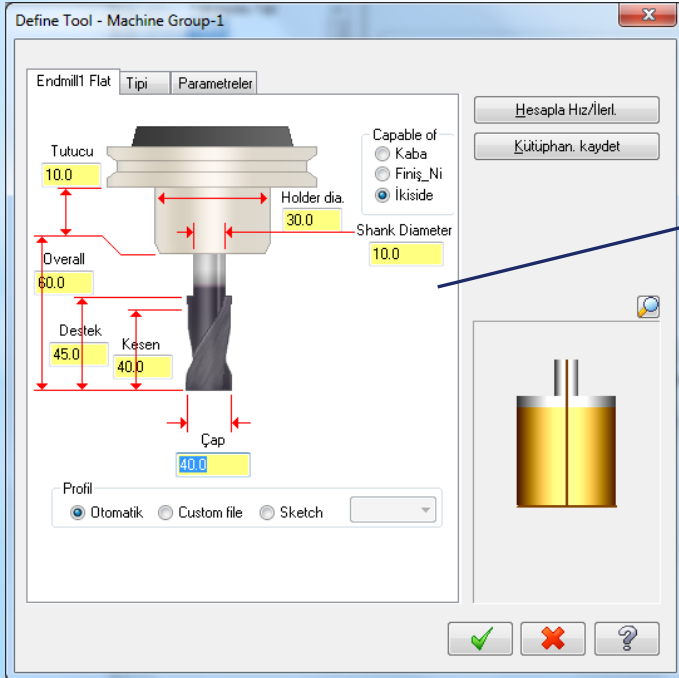 Define Tool - Machine Group-1
Endmill1 Flat Tipi Parametreler
Hesapla Hız/İlerl.
Kütüphan. kaydet
Capable of
Kaba
Finiş_Ni
İkiside
Tutucu
10.0
Holder dia.
30.0
Shank Diameter
10.0
Overall
60.0
Destek
45.0
Kesen
40.0
Çap
40.0
Profil
Otomatik Custom file Sketch